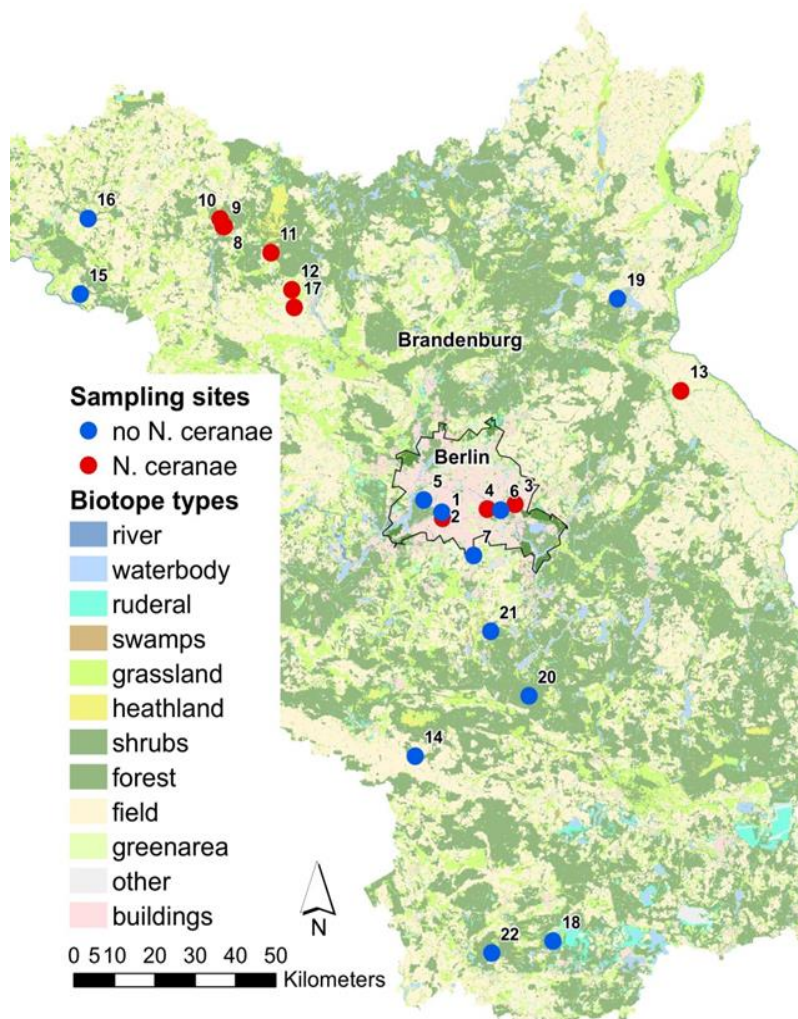 16
10
9
8
11
15
12
17
19
Brandenburg
13
Sampling sites
no N. ceranae
N. ceranae
Berlin
5
1
4
6
3
2
7
Biotope types
river
waterbody
ruderal
swamps
grassland
heathland
shrubs
forest
field
greenarea
other
buildings
21
20
14
N
22
18
0 5 10 20 30 40 50
Kilometers